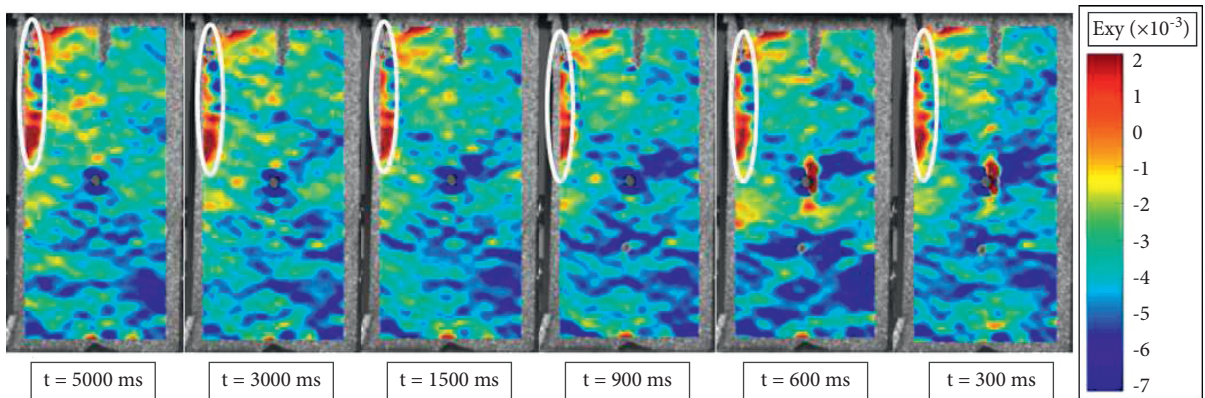 Exy (×10⁻³)
2
1
0
-1
-2
-3
-4
-5
-6
-7
t = 5000 ms
t = 3000 ms
t = 1500 ms
t = 900 ms
t = 600 ms
t = 300 ms